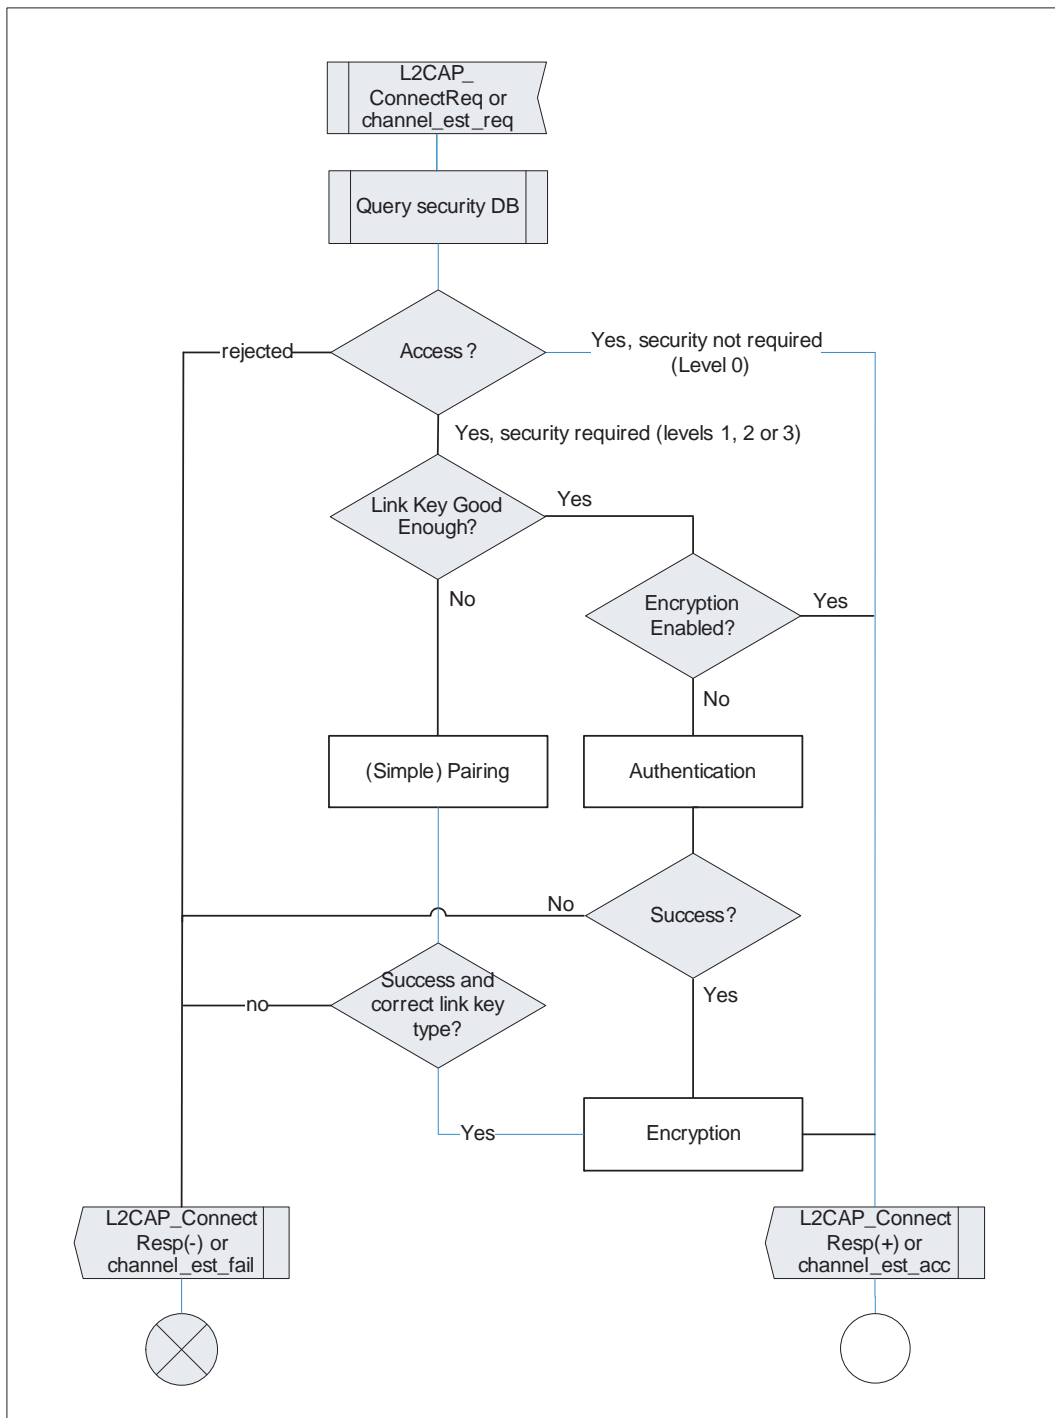 L2CAP_
ConnectReq or
channel_est_req
Query security DB
Access?
rejected
Yes, security not required
(Level 0)
Yes, security required (levels 1, 2 or 3)
Link Key Good
Enough?
Yes
No
Encryption
Enabled?
Yes
No
(Simple) Pairing
Authentication
No
Success?
Yes
Success and
correct link key
type?
no
Yes
Encryption
L2CAP_Connect
Resp(-) or
channel_est_fail
L2CAP_Connect
Resp(+) or
channel_est_acc